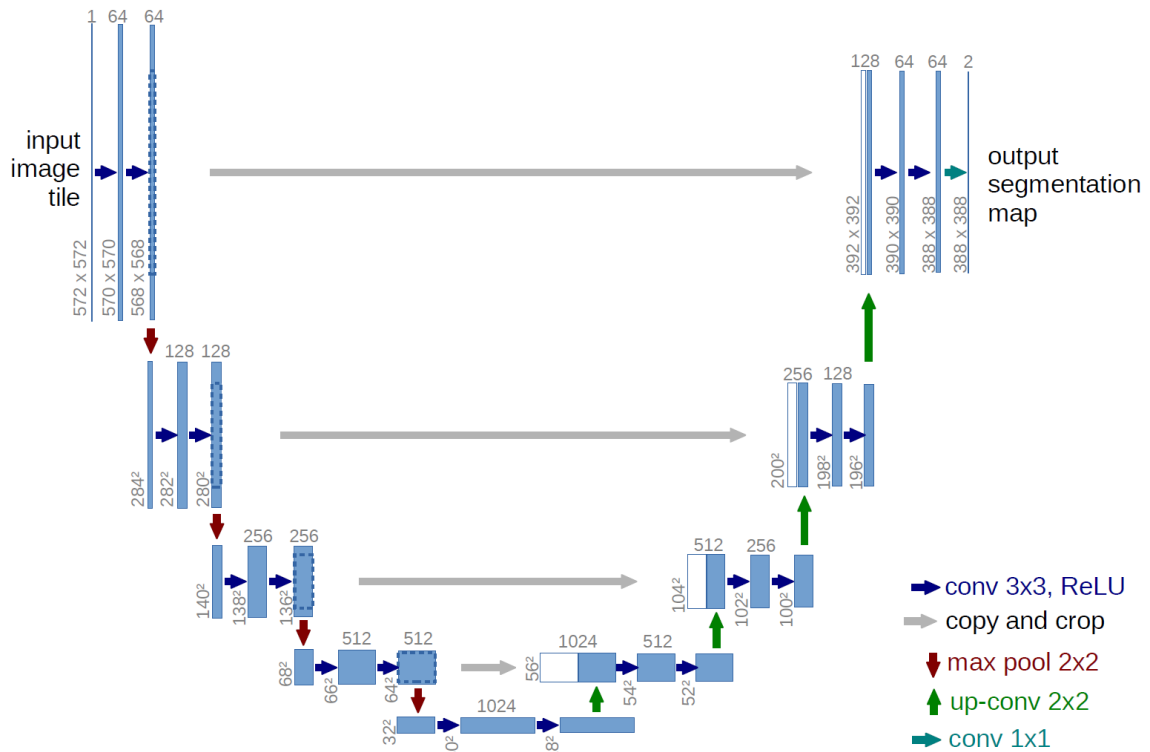 1 64 64
input
image
tile
572 x 572
570 x 570
568 x 568
128 64 64 2
output
segmentation
map
392 x 392
390 x 390
388 x 388
388 x 388
128 128
284²
282²
280²
256 128
200²
198²
196²
256 256
140²
138²
136²
512 256
104²
102²
100²
512 512
68²
66²
64²
1024 512
56²
54²
52²
1024
32²
0²
8²
conv 3x3, ReLU
copy and crop
max pool 2x2
up-conv 2x2
conv 1x1